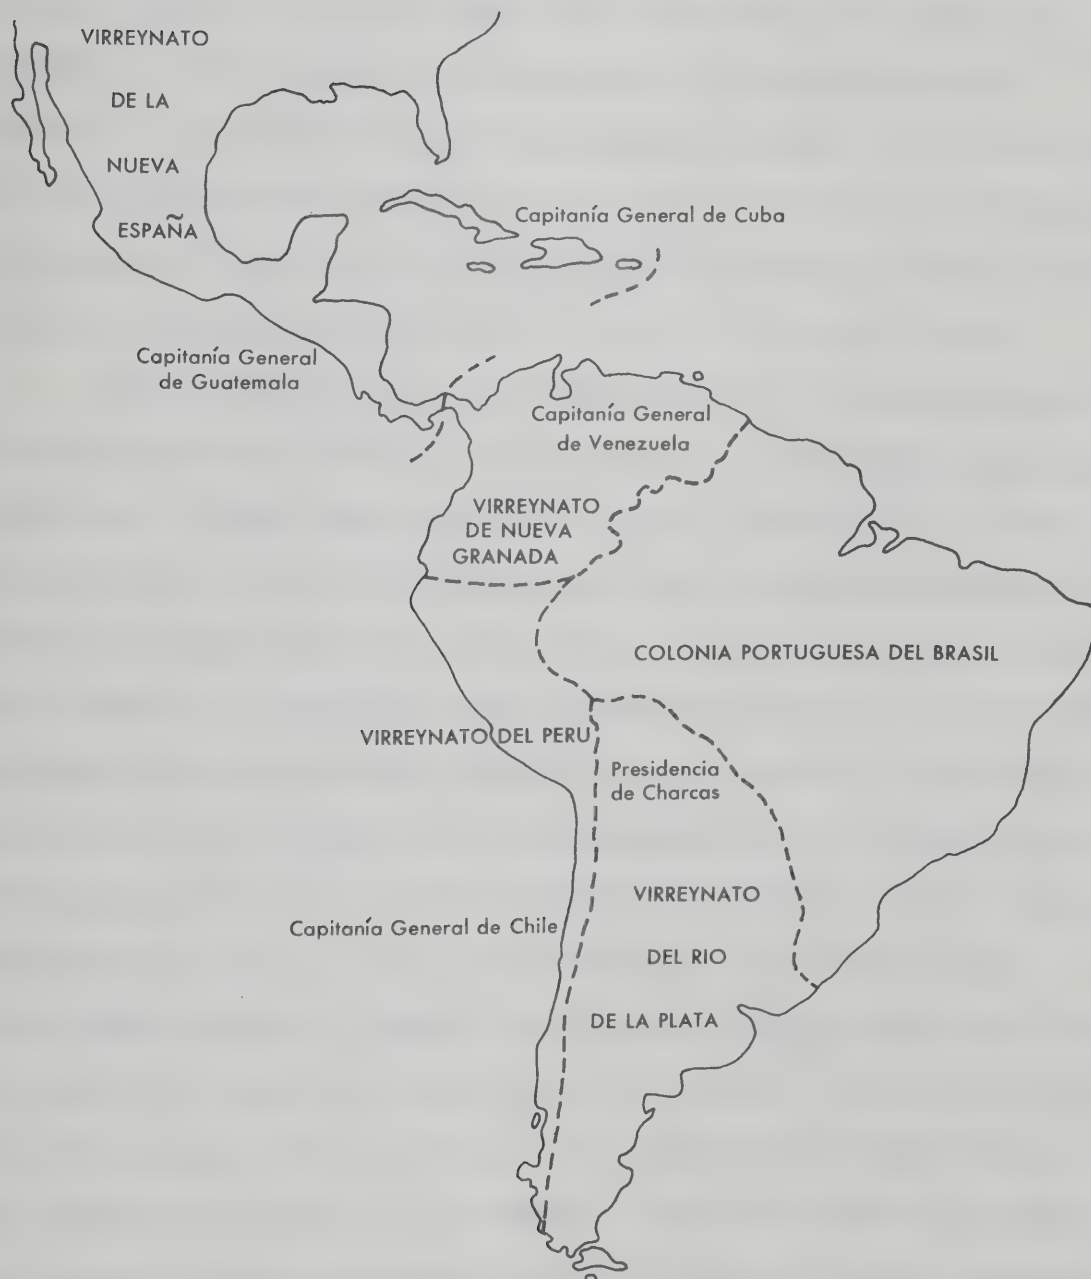 VIRREYNATO
DE LA
NUEVA
ESPAÑA
Capitanía General de Cuba
Capitanía General
de Guatemala
Capitanía General
de Venezuela
VIRREYNATO
DE NUEVA
GRANADA
COLONIA PORTUGUESA DEL BRASIL
VIRREYNATO DEL PERU
Presidencia
de Charcas
Capitanía General de Chile
VIRREYNATO
DEL RIO
DE LA PLATA